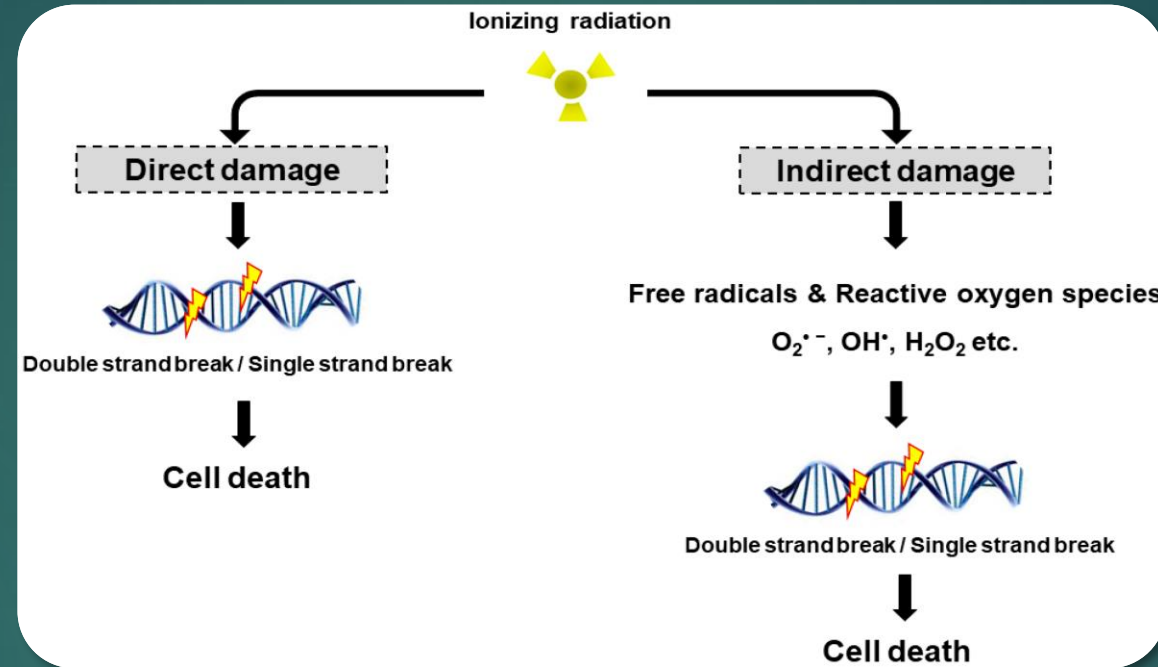 Ionizing radiation
Direct damage
Double strand break / Single strand break
Cell death
Indirect damage
Free radicals & Reactive oxygen species
O₂•⁻, OH•, H₂O₂ etc.
Double strand break / Single strand break
Cell death